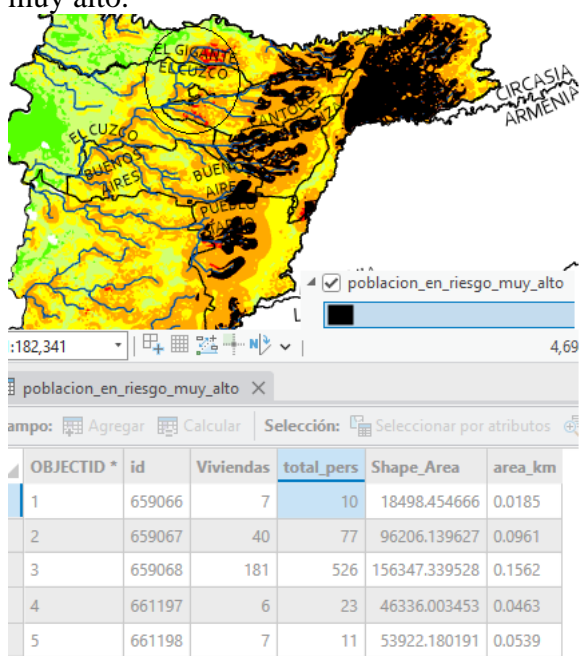 muy alto.
EL GIGANTE
EL CUZCO
CIRCASIA
ARMENIA
EL CUZCO
BUENOS
AIRES
PUEBLO
TAPAO
poblacion_en_riesgo_muy_alto
:182,341
4,69
poblacion_en_riesgo_muy_alto
ampo: Agregar Calcular Selección: Seleccionar por atributos
OBJECTID * id Viviendas total_pers Shape_Area area_km
1 659066 7 10 18498.454666 0.0185
2 659067 40 77 96206.139627 0.0961
3 659068 181 526 156347.339528 0.1562
4 661197 6 23 46336.003453 0.0463
5 661198 7 11 53922.180191 0.0539